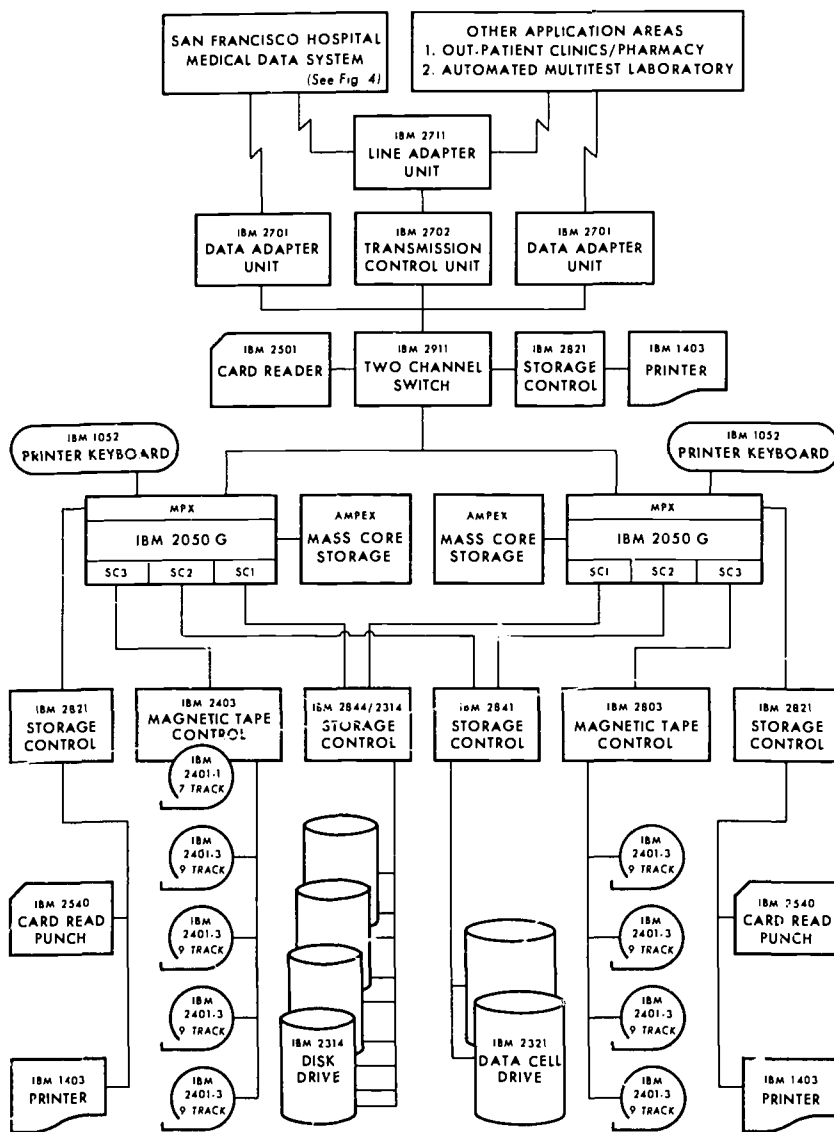 SAN FRANCISCO HOSPITAL
MEDICAL DATA SYSTEM
(See Fig. 4)
OTHER APPLICATION AREAS
1. OUT-PATIENT CLINICS/PHARMACY
2. AUTOMATED MULTITEST LABORATORY
IBM 2711
LINE ADAPTER
UNIT
IBM 2701
DATA ADAPTER
UNIT
IBM 2702
TRANSMISSION
CONTROL UNIT
IBM 2701
DATA ADAPTER
UNIT
IBM 2501
CARD READER
IBM 2911
TWO CHANNEL
SWITCH
IBM 2821
STORAGE
CONTROL
IBM 1403
PRINTER
IBM 1052
PRINTER KEYBOARD
IBM 1052
PRINTER KEYBOARD
MPX
IBM 2050 G
SC3 SC2 SC1
AMPEX
MASS CORE
STORAGE
AMPEX
MASS CORE
STORAGE
MPX
IBM 2050 G
SC1 SC2 SC3
IBM 2821
STORAGE
CONTROL
IBM 2403
MAGNETIC TAPE
CONTROL
IBM 2844/2314
STORAGE
CONTROL
IBM 2841
STORAGE
CONTROL
IBM 2803
MAGNETIC TAPE
CONTROL
IBM 2821
STORAGE
CONTROL
IBM
2401-1
7 TRACK
IBM
2401-3
9 TRACK
IBM
2401-3
9 TRACK
IBM 2540
CARD READ
PUNCH
IBM
2401-3
9 TRACK
IBM
2401-3
9 TRACK
IBM 2540
CARD READ
PUNCH
IBM
2401-3
9 TRACK
IBM 2314
DISK
DRIVE
IBM 2321
DATA CELL
DRIVE
IBM
2401-3
9 TRACK
IBM 1403
PRINTER
IBM
2401-3
9 TRACK
IBM
2401-3
9 TRACK
IBM 1403
PRINTER